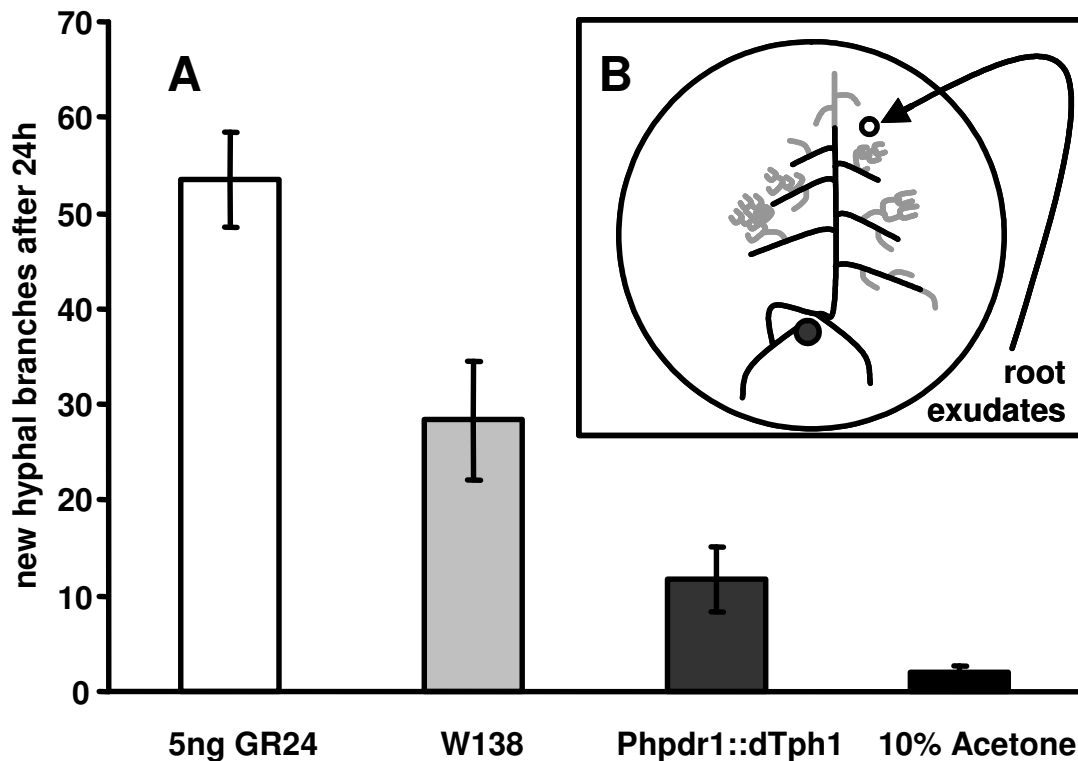 new hyphal branches after 24h
70
60
50
40
30
20
10
0
A
B
root
exudates
5ng GR24
W138
Phpdr1::dTph1
10% Acetone